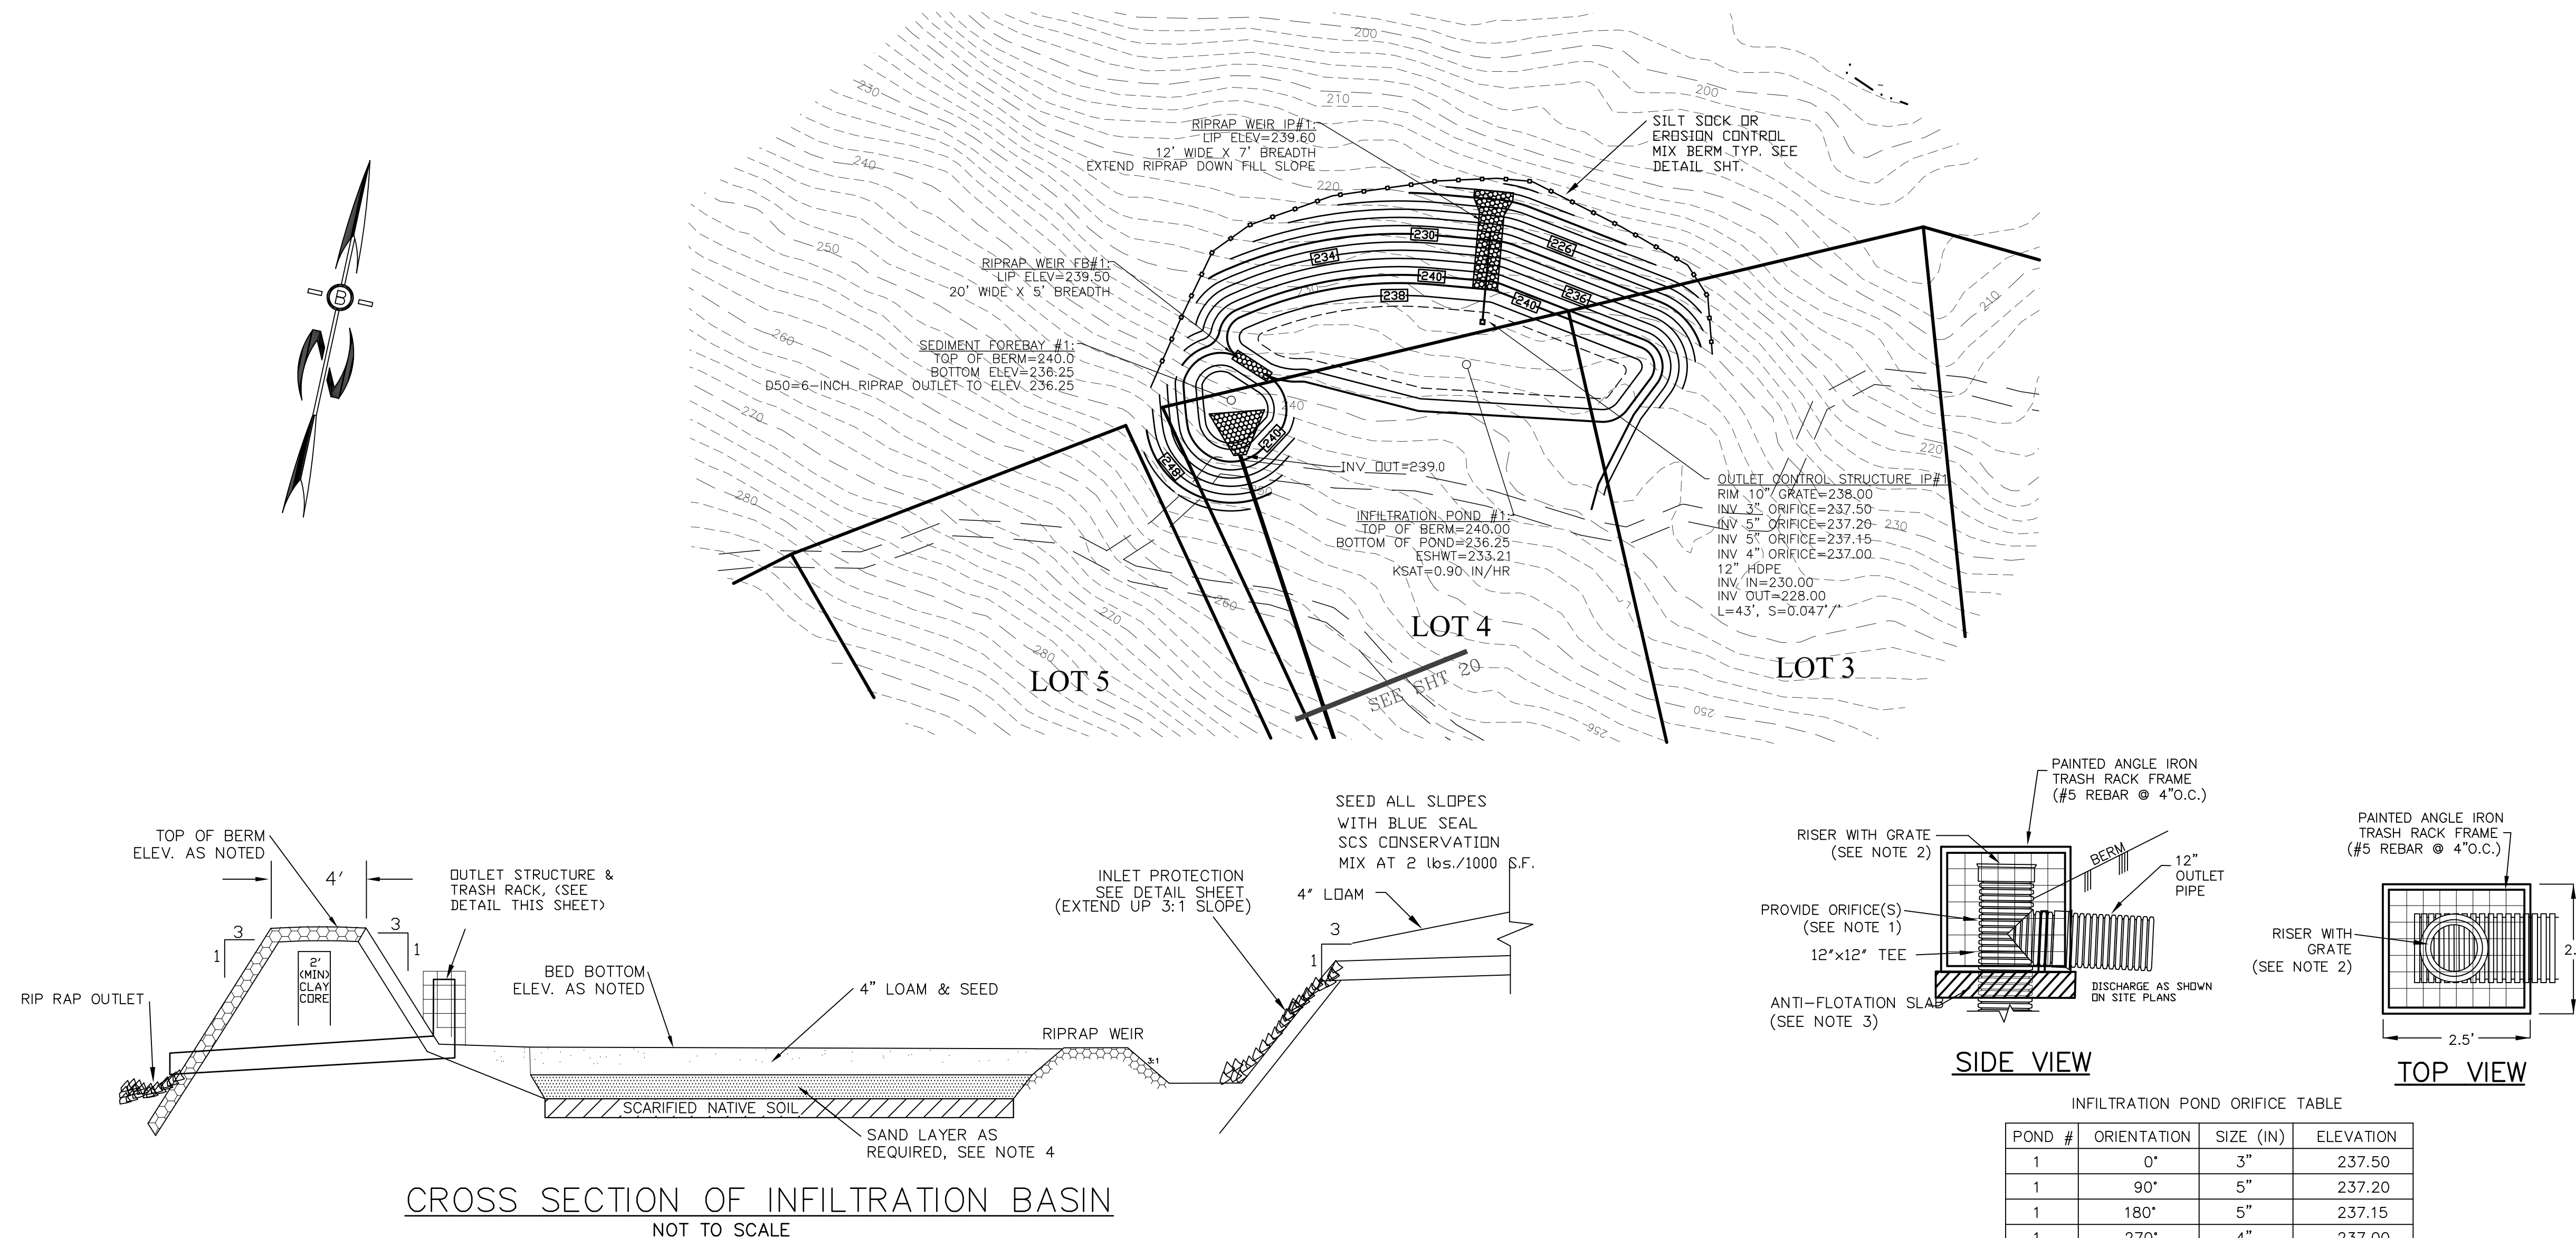 200
230
210
200
RIPRAP WEIR IP#1:
LIP ELEV=239.60
12' WIDE X 7' BREADTH
EXTEND RIPRAP DOWN FILL SLOPE
SILT SOCK OR
EROSION CONTROL
MIX BERM TYP. SEE
DETAIL SHT.
240
220
250
230
226
234
RIPRAP WEIR FB#1:
LIP ELEV=239.50
20' WIDE X 5' BREADTH
240
238
230
240
236
210
B
260
SEDIMENT FOREBAY #1:
TOP OF BERM=240.0
BOTTOM ELEV=236.25
D50=6-INCH RIPRAP OUTLET TO ELEV 236.25
270
240
240
248
INV OUT=239.0
220
280
250
OUTLET CONTROL STRUCTURE IP#1
RIM 10" GRATE=238.00
INV 3" ORIFICE=237.50
INV 5" ORIFICE=237.20
INV 5" ORIFICE=237.15
INV 4" ORIFICE=237.00
12" HDPE
INV IN=230.00
INV OUT=228.00
L=43', S=0.047'/'
230
INFILTRATION POND #1:
TOP OF BERM=240.00
BOTTOM OF POND=236.25
ESHWT=233.21
KSAT=0.90 IN/HR
260
270
280
LOT 4
LOT 5
LOT 3
SEE SHT 20
250
256
TOP OF BERM
ELEV. AS NOTED
4'
OUTLET STRUCTURE &
TRASH RACK, (SEE
DETAIL THIS SHEET)
3
1
3
1
2'
(MIN)
CLAY
CORE
RIP RAP OUTLET
BED BOTTOM
ELEV. AS NOTED
4" LOAM & SEED
INLET PROTECTION
SEE DETAIL SHEET
(EXTEND UP 3:1 SLOPE)
SEED ALL SLOPES
WITH BLUE SEAL
SCS CONSERVATION
MIX AT 2 lbs./1000 S.F.
4" LOAM
3
1
RIPRAP WEIR
3:1
SCARIFIED NATIVE SOIL
SAND LAYER AS
REQUIRED, SEE NOTE 4
CROSS SECTION OF INFILTRATION BASIN
NOT TO SCALE
PAINTED ANGLE IRON
TRASH RACK FRAME
(#5 REBAR @ 4"O.C.)
RISER WITH GRATE
(SEE NOTE 2)
BERM
12"
OUTLET
PIPE
PROVIDE ORIFICE(S)
(SEE NOTE 1)
12"x12" TEE
ANTI-FLOTATION SLAB
(SEE NOTE 3)
DISCHARGE AS SHOWN
ON SITE PLANS
SIDE VIEW
PAINTED ANGLE IRON
TRASH RACK FRAME
(#5 REBAR @ 4"O.C.)
RISER WITH
GRATE
(SEE NOTE 2)
2.
2.5'
TOP VIEW
INFILTRATION POND ORIFICE TABLE
POND # ORIENTATION SIZE (IN) ELEVATION
1 0° 3" 237.50
1 90° 5" 237.20
1 180° 5" 237.15
1 270° 4" 237.00